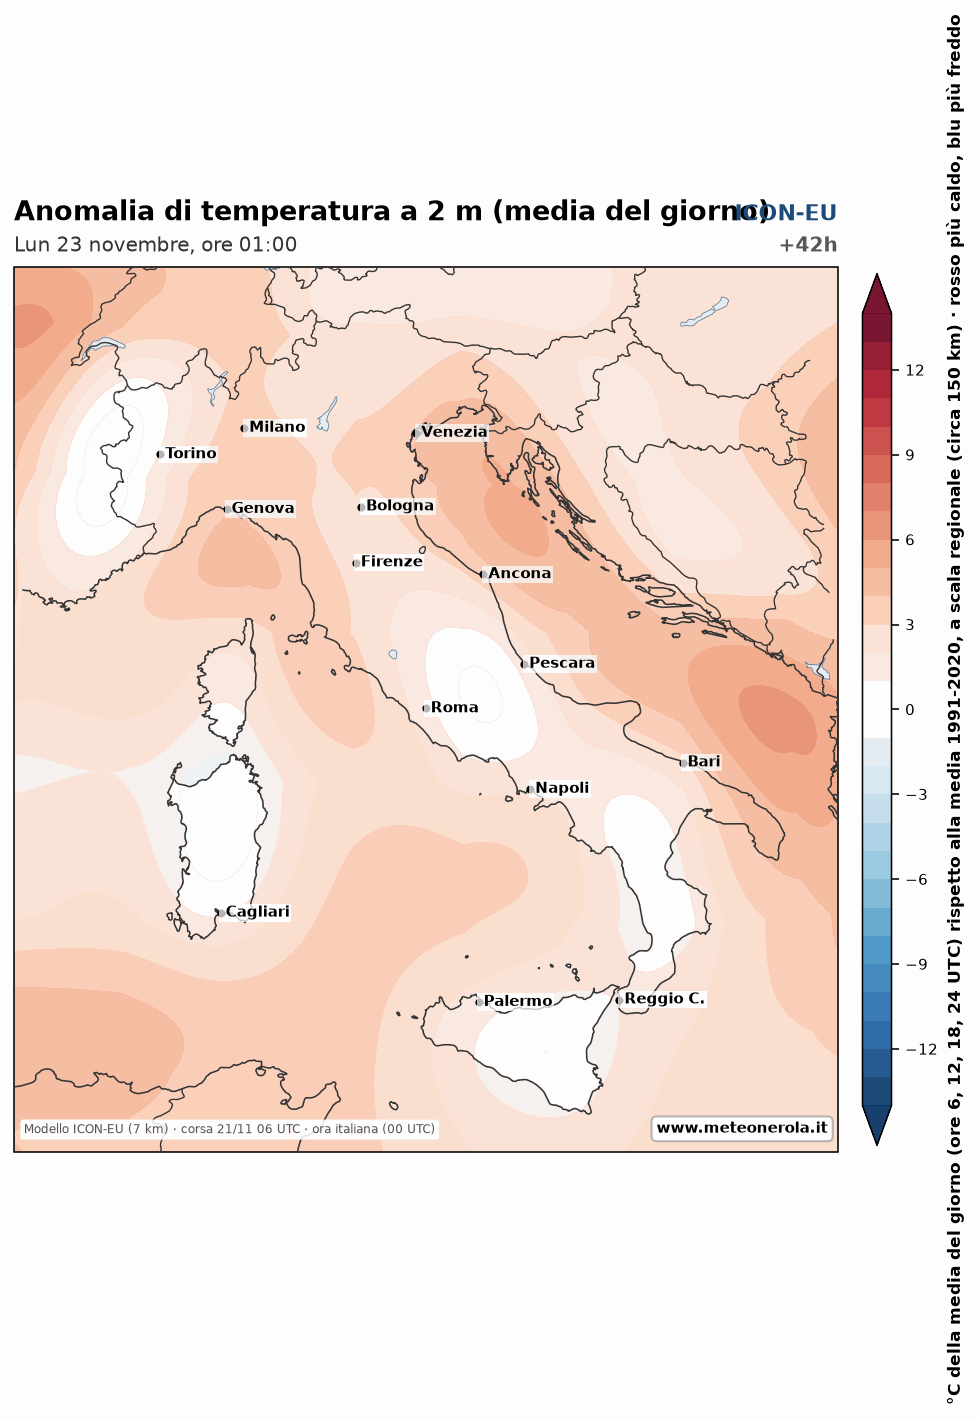 Anomalia di temperatura a 2 m (media del giorno)
ICON-EU
Lun 23 novembre, ore 01:00
+42h
Milano
Venezia
Torino
Genova
Bologna
Firenze
Ancona
Pescara
Roma
Bari
Napoli
Cagliari
Palermo
Reggio C.
Modello ICON-EU (7 km) · corsa 21/11 06 UTC · ora italiana (00 UTC)
www.meteonerola.it
12
9
6
3
0
−3
−6
−9
−12
°C della media del giorno (ore 6, 12, 18, 24 UTC) rispetto alla media 1991-2020, a scala regionale (circa 150 km) · rosso più caldo, blu più freddo